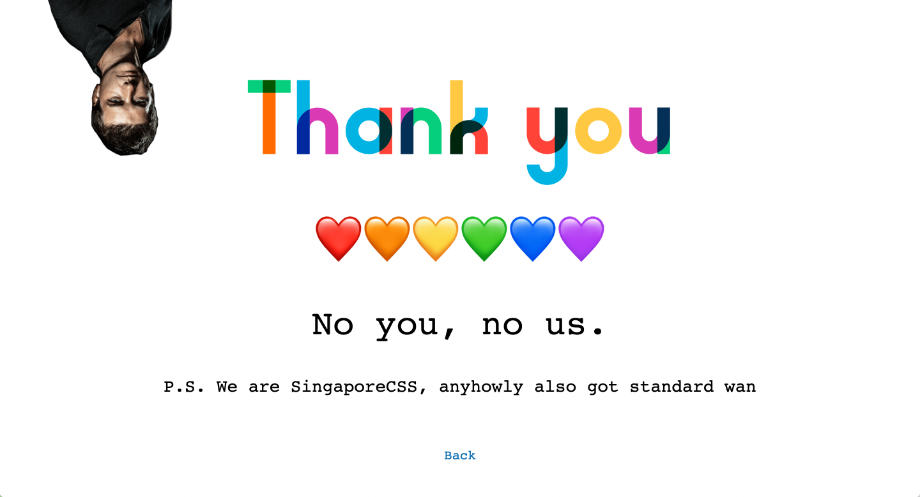 Thank you
No you, no us.
P.S. We are SingaporeCSS, anyhowly also got standard wan
Back